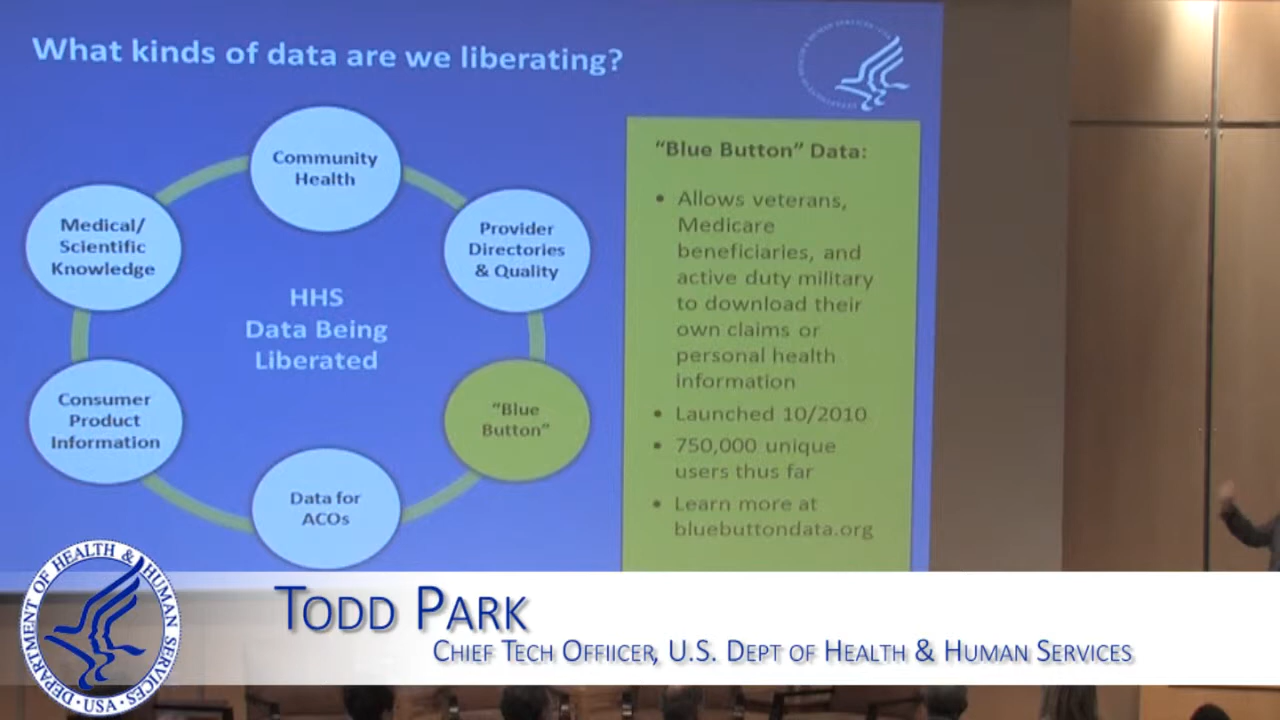 What kinds of data are we liberating?
Community
Health
Provider
Directories
& Quality
"Blue
Button"
Data for
ACOs
Consumer
Product
Information
Medical/
Scientific
Knowledge
HHS
Data Being
Liberated
"Blue Button" Data:
• Allows veterans,
Medicare
beneficiaries, and
active duty military
to download their
own claims or
personal health
information
• Launched 10/2010
• 750,000 unique
users thus far
• Learn more at
bluebuttondata.org
DEPARTMENT OF HEALTH & HUMAN SERVICES · USA ·
TODD PARK
CHIEF TECH OFFIICER, U.S. DEPT OF HEALTH & HUMAN SERVICES